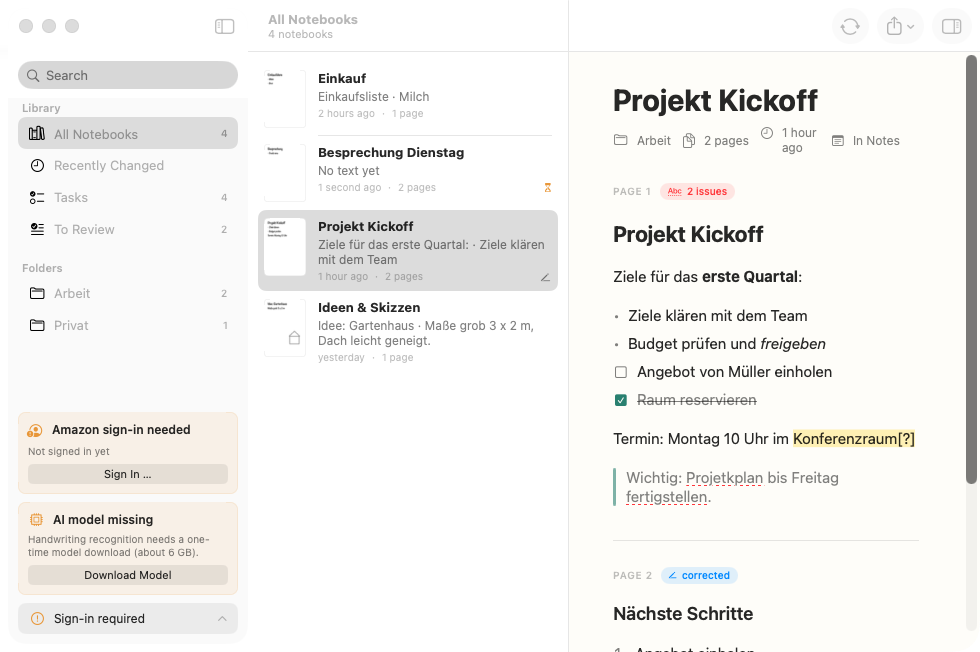 All Notebooks
4 notebooks
Search
Library
All Notebooks 4
Recently Changed
Tasks 4
To Review 2
Folders
Arbeit 2
Privat 1
Amazon sign-in needed
Not signed in yet
Sign In ...
AI model missing
Handwriting recognition needs a one-
time model download (about 6 GB).
Download Model
Sign-in required
Einkauf
Einkaufsliste · Milch
2 hours ago · 1 page
Besprechung Dienstag
No text yet
1 second ago · 2 pages
Projekt Kickoff
Ziele für das erste Quartal: · Ziele klären
mit dem Team
1 hour ago · 2 pages
Ideen & Skizzen
Idee: Gartenhaus · Maße grob 3 x 2 m,
Dach leicht geneigt.
yesterday · 1 page
Projekt Kickoff
Arbeit 2 pages 1 hour ago In Notes
PAGE 1 Abc 2 issues
Projekt Kickoff
Ziele für das erste Quartal:
• Ziele klären mit dem Team
• Budget prüfen und freigeben
Angebot von Müller einholen
Raum reservieren
Termin: Montag 10 Uhr im Konferenzraum[?]
Wichtig: Projetkplan bis Freitag
fertigstellen.
PAGE 2 corrected
Nächste Schritte